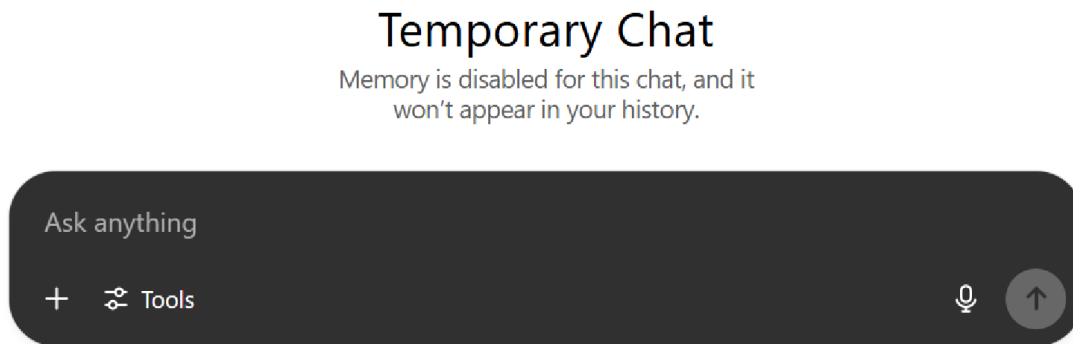 Temporary Chat
Memory is disabled for this chat, and it
won’t appear in your history.
Ask anything
Tools